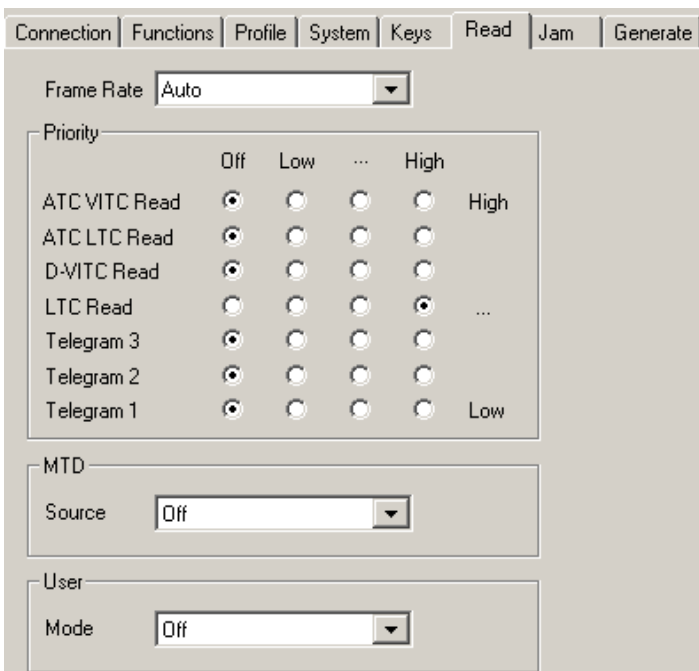 Connection Functions Profile System Keys Read Jam Generate
Frame Rate Auto
Priority
Off Low ... High
ATC VITC Read High
ATC LTC Read
D-VITC Read
LTC Read ...
Telegram 3
Telegram 2
Telegram 1 Low
MTD
Source Off
User
Mode Off